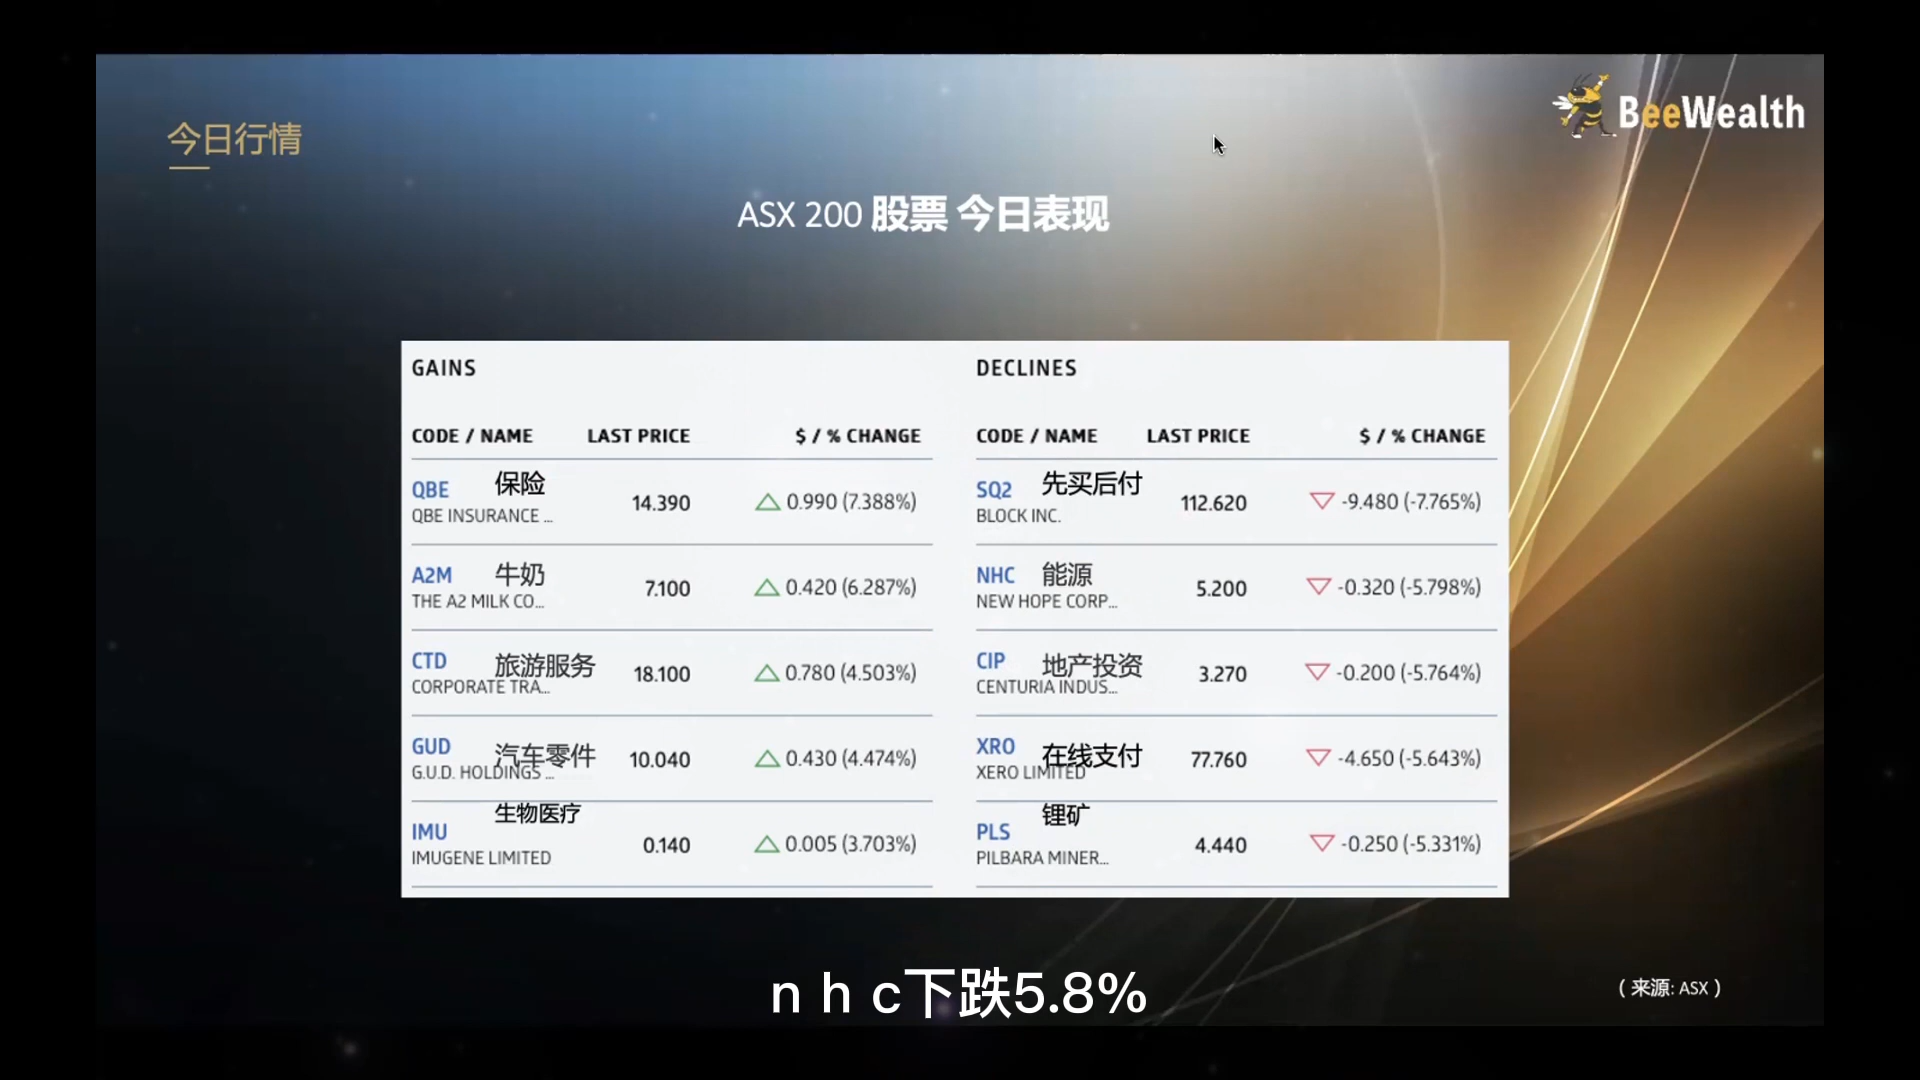 今日行情
BeeWealth
ASX 200 股票 今日表现
GAINS
CODE / NAME LAST PRICE $ / % CHANGE
QBE 保险 14.390 0.990 (7.388%)
QBE INSURANCE ...
A2M 牛奶 7.100 0.420 (6.287%)
THE A2 MILK CO...
CTD 旅游服务 18.100 0.780 (4.503%)
CORPORATE TRA...
GUD 汽车零件 10.040 0.430 (4.474%)
G.U.D. HOLDINGS ...
生物医疗
IMU 0.140 0.005 (3.703%)
IMUGENE LIMITED
DECLINES
CODE / NAME LAST PRICE $ / % CHANGE
SQ2 先买后付 112.620 -9.480 (-7.765%)
BLOCK INC.
NHC 能源 5.200 -0.320 (-5.798%)
NEW HOPE CORP...
CIP 地产投资 3.270 -0.200 (-5.764%)
CENTURIA INDUS...
XRO 在线支付 77.760 -4.650 (-5.643%)
XERO LIMITED
锂矿
PLS 4.440 -0.250 (-5.331%)
PILBARA MINER...
n h c下跌5.8%
( 来源: ASX )